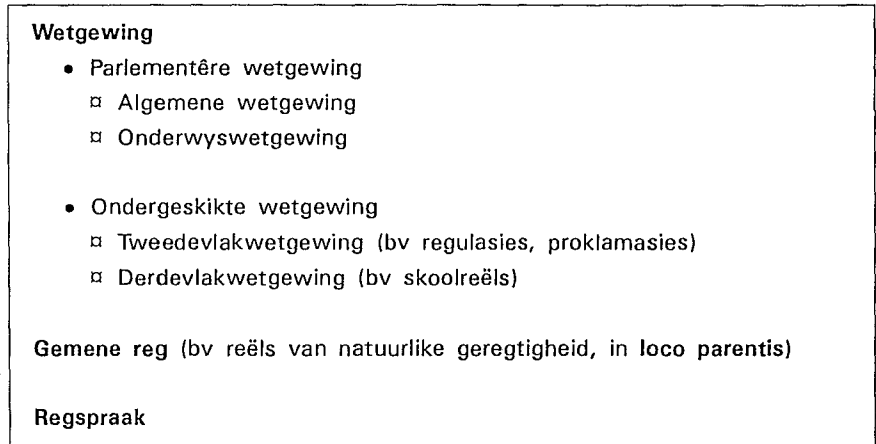 Wetgewing
• Parlementêre wetgewing
¤ Algemene wetgewing
¤ Onderwyswetgewing
• Ondergeskikte wetgewing
¤ Tweedevlakwetgewing (bv regulasies, proklamasies)
¤ Derdevlakwetgewing (bv skoolreëls)
Gemene reg (bv reëls van natuurlike geregtigheid, in loco parentis)
Regspraak